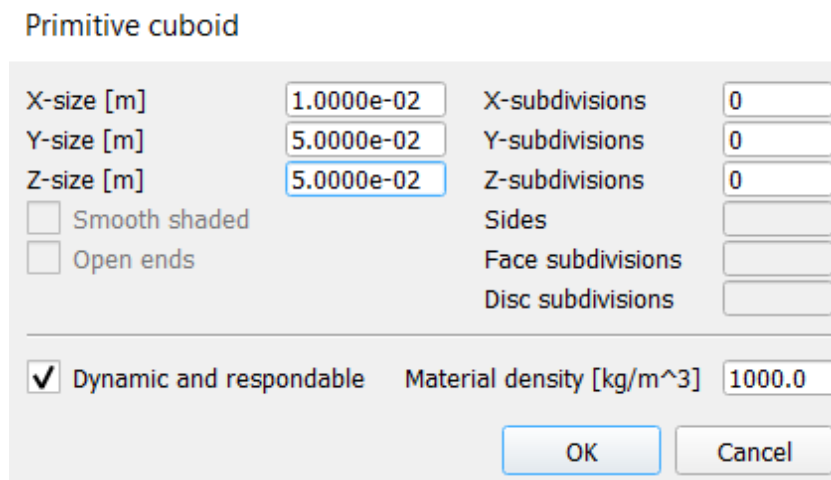 Primitive cuboid
X-size [m] 1.0000e-02 X-subdivisions 0
Y-size [m] 5.0000e-02 Y-subdivisions 0
Z-size [m] 5.0000e-02 Z-subdivisions 0
Smooth shaded Sides
Open ends Face subdivisions
Disc subdivisions
Dynamic and respondable Material density [kg/m^3] 1000.0
OK Cancel